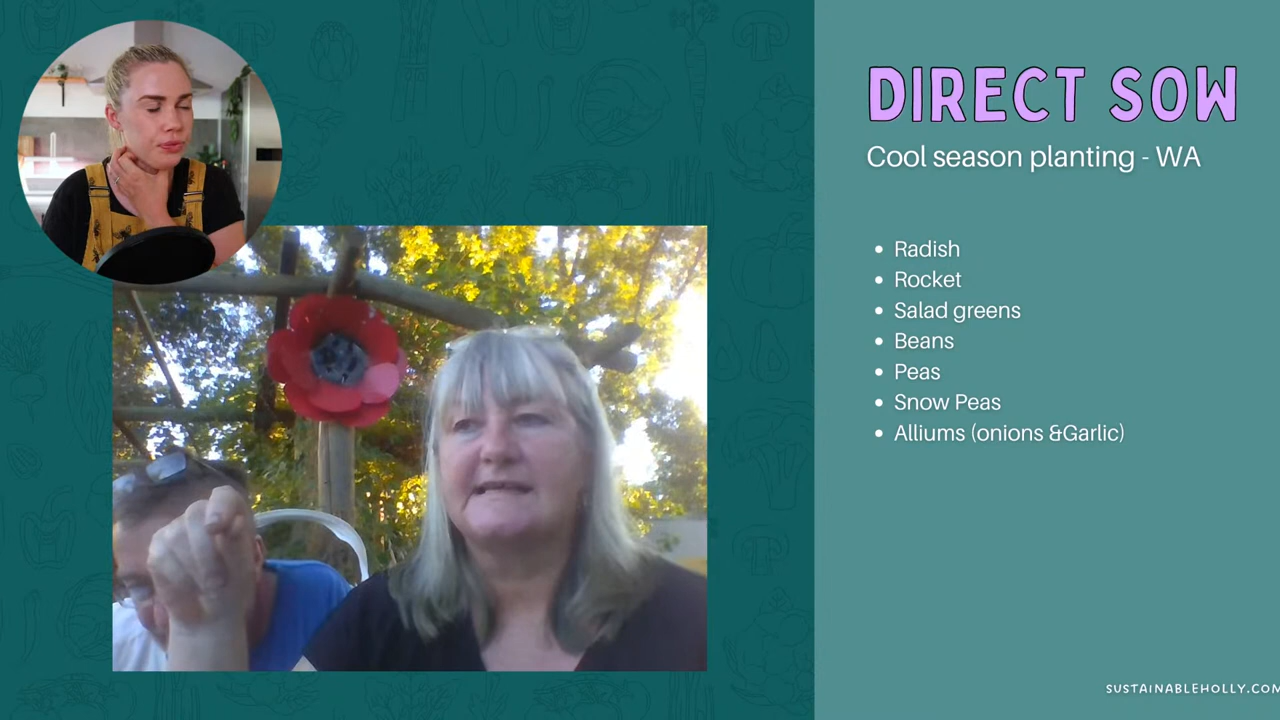 DIRECT SOW
Cool season planting - WA
• Radish
• Rocket
• Salad greens
• Beans
• Peas
• Snow Peas
• Alliums (onions &Garlic)
SUSTAINABLEHOLLY.COM